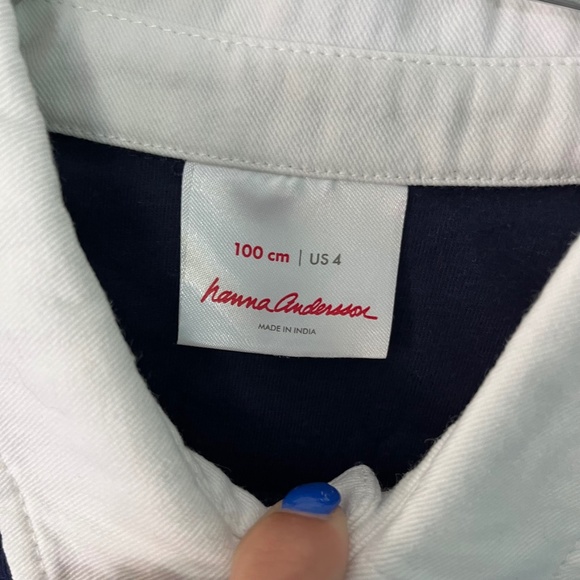 100 cm | US 4
hanna andersson
MADE IN INDIA